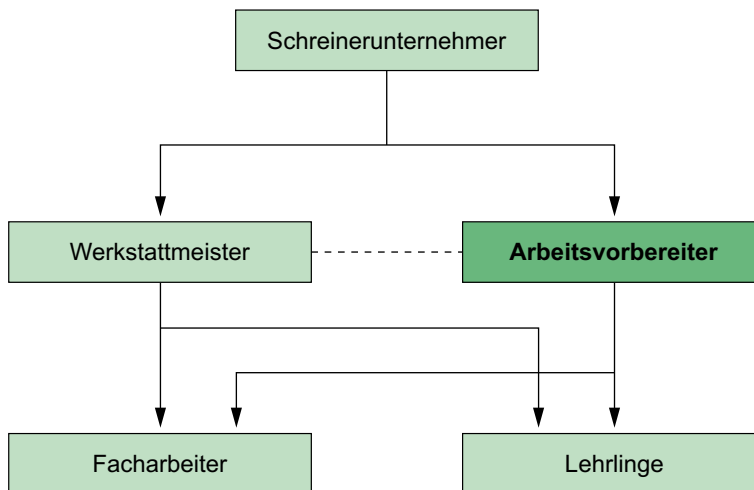 Schreinerunternehmer
Werkstattmeister
Arbeitsvorbereiter
Facharbeiter
Lehrlinge